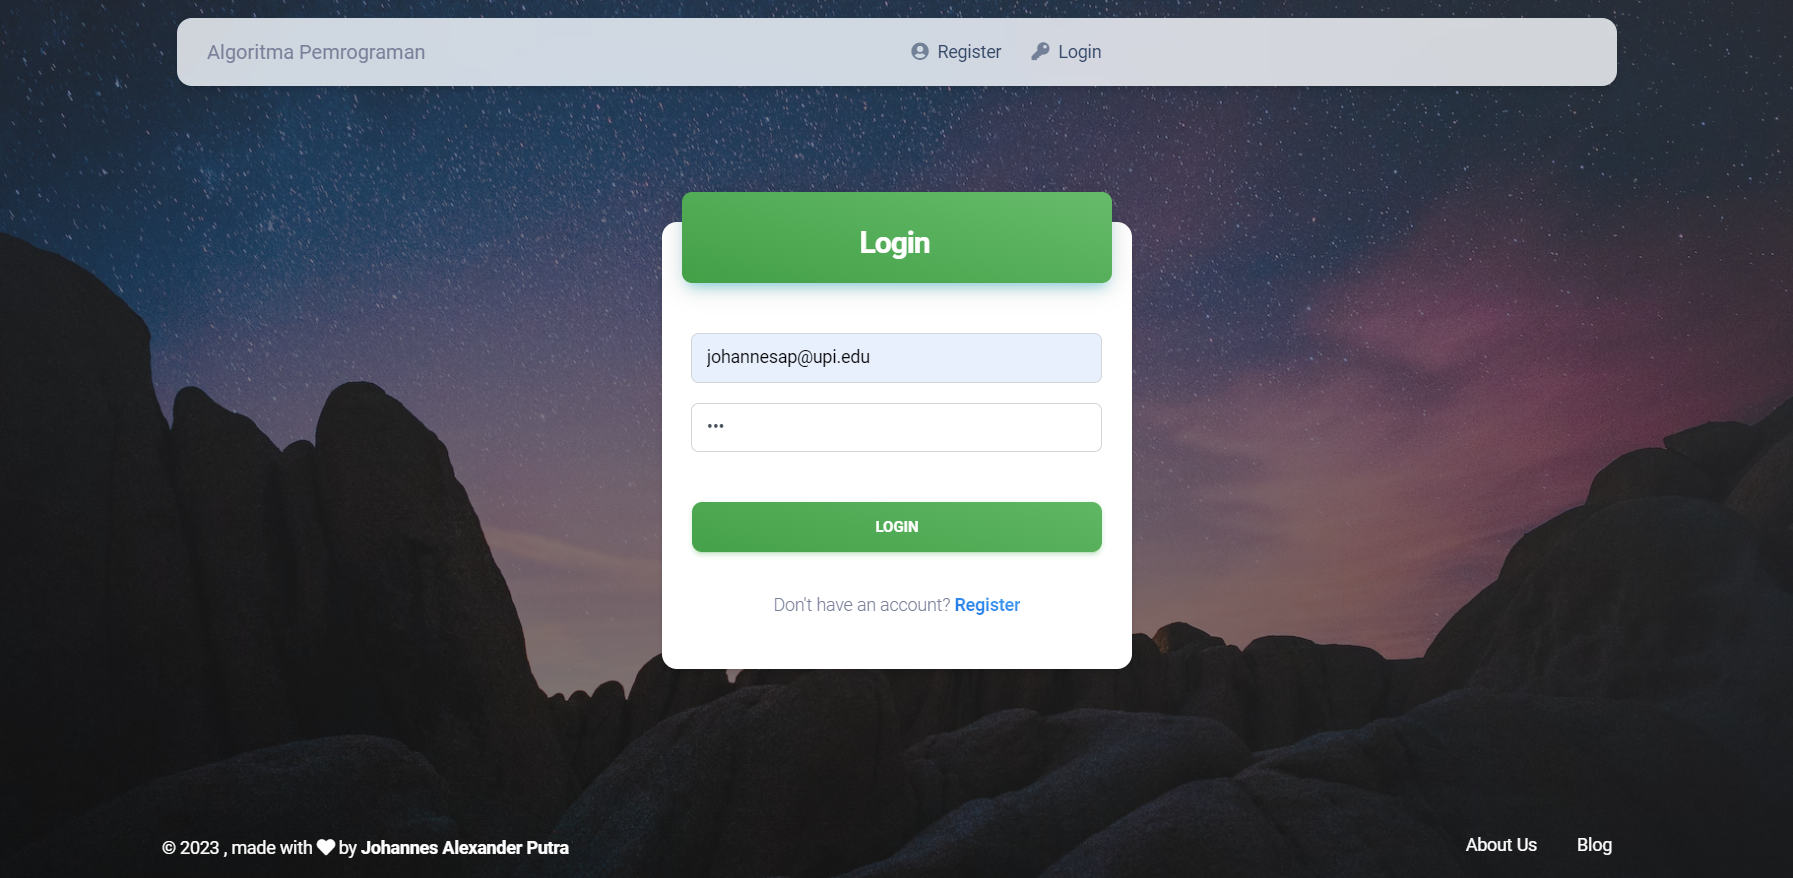 Algoritma Pemrograman
Register
Login
Login
johannesap@upi.edu
•••
LOGIN
Don't have an account? Register
© 2023 , made with ♥ by Johannes Alexander Putra
About Us
Blog